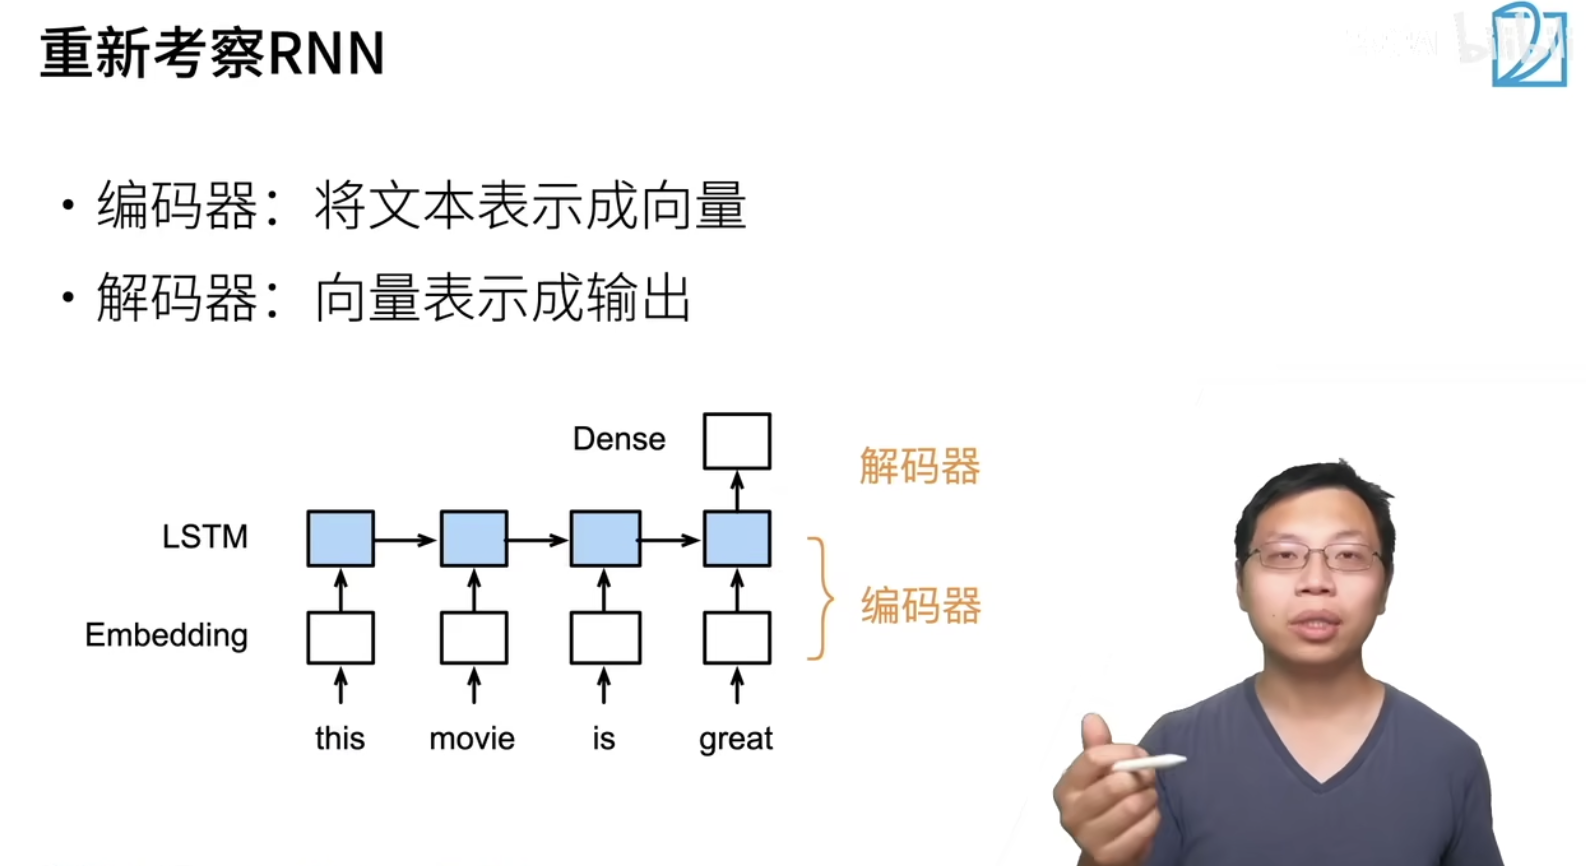 重新考察RNN
bilibili
• 编码器：将文本表示成向量
• 解码器：向量表示成输出
Dense
解码器
LSTM
编码器
Embedding
this movie is great